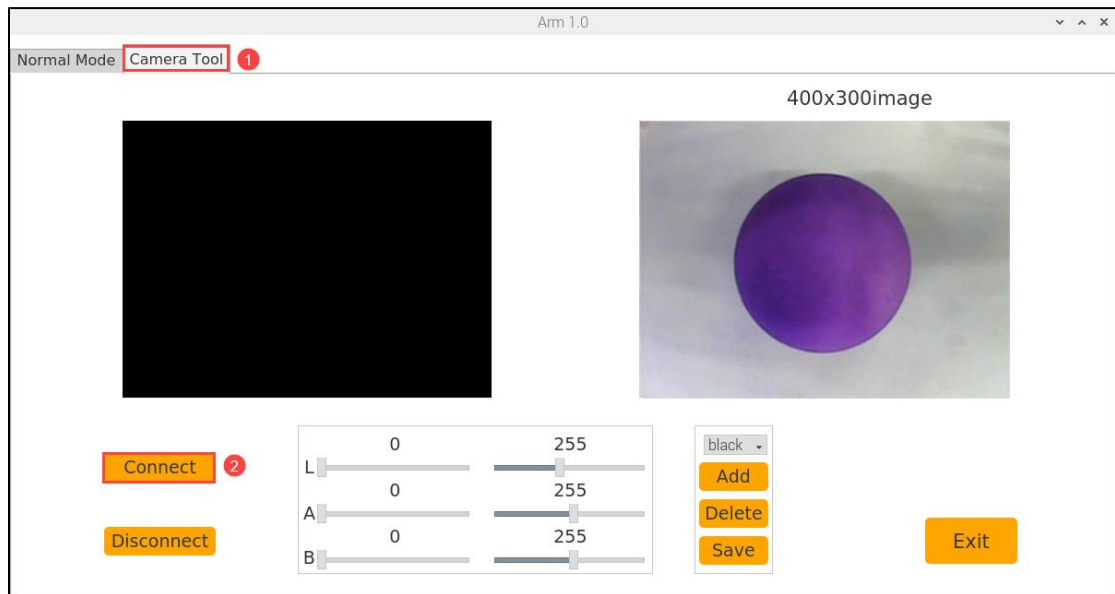 Arm 1.0
Normal Mode Camera Tool 1
400x300image
0 255
L
0 255
A
0 255
B
Connect 2
Disconnect
black
Add
Delete
Save
Exit